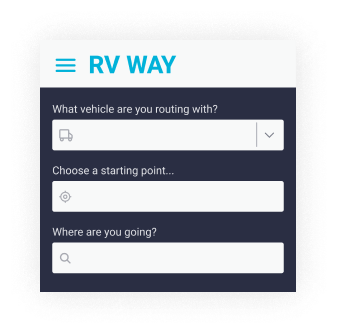 RV WAY
What vehicle are you routing with?
Choose a starting point...
Where are you going?